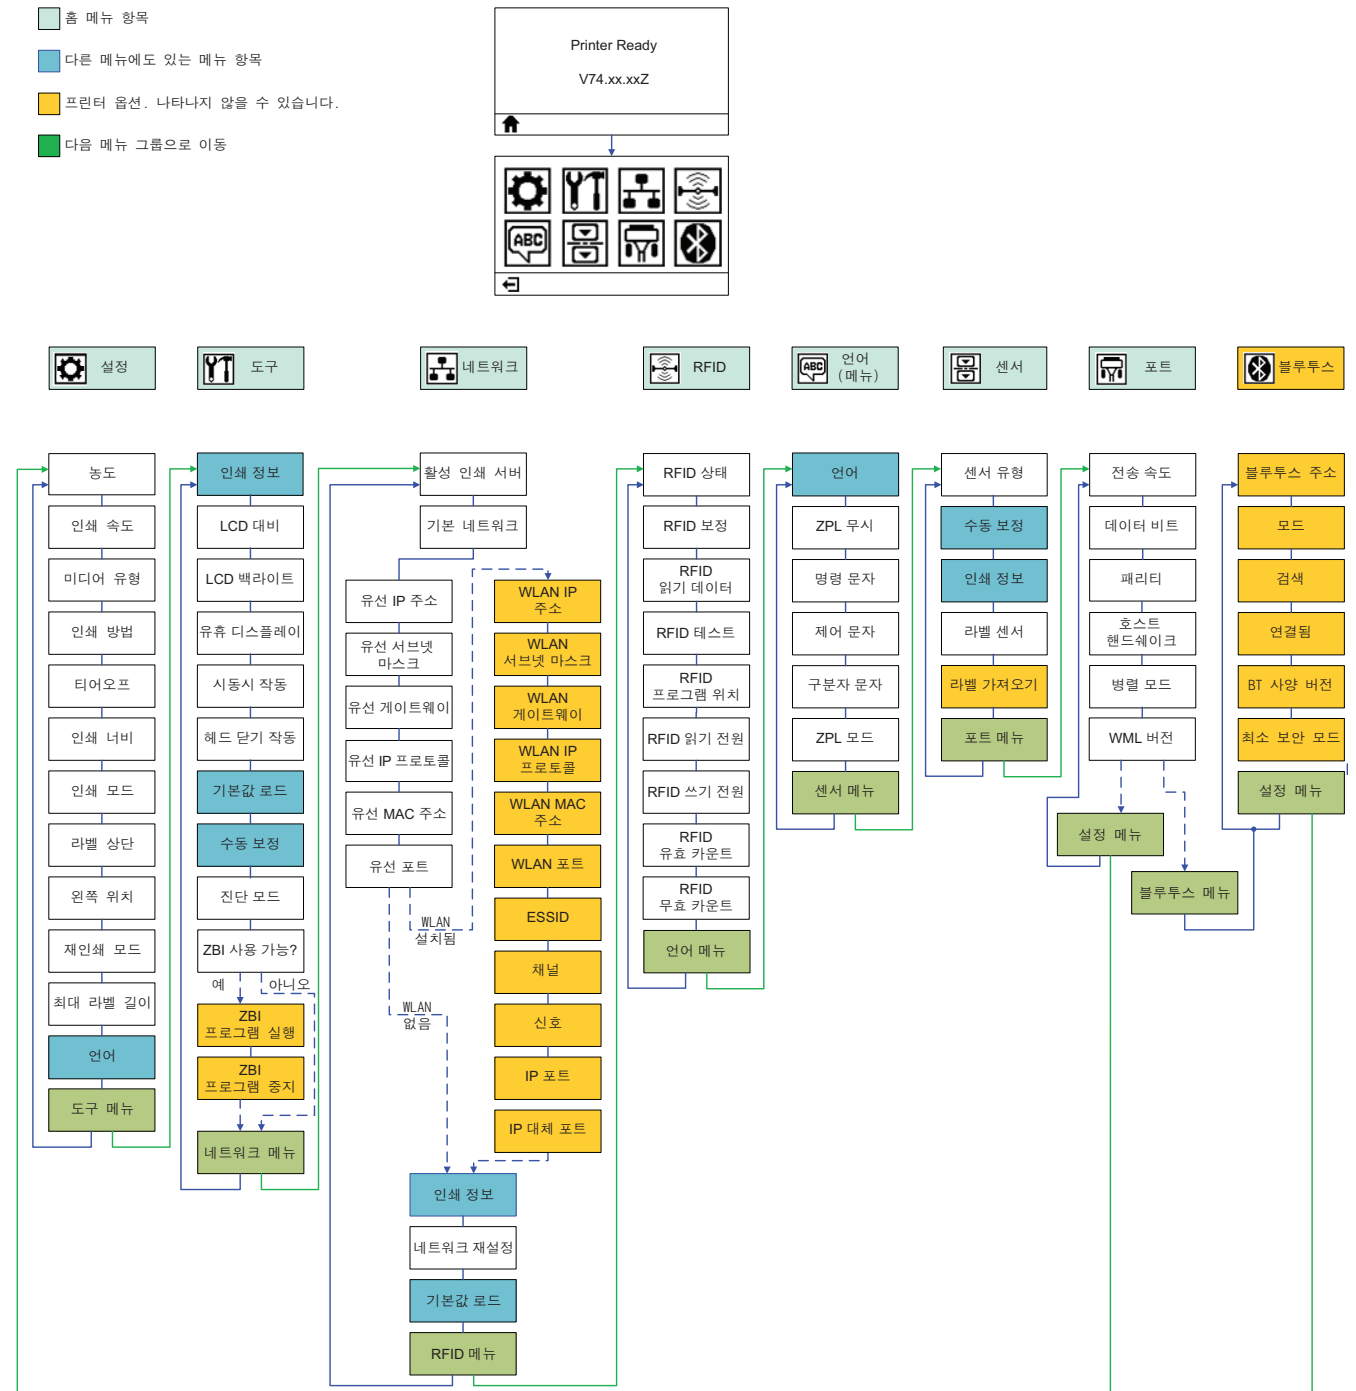 홈 메뉴 항목
다른 메뉴에도 있는 메뉴 항목
프린터 옵션. 나타나지 않을 수 있습니다.
다음 메뉴 그룹으로 이동
Printer Ready
V74.xx.xxZ
ABC
설정
도구
네트워크
RFID
ABC
언어
(메뉴)
센서
포트
블루투스
농도
인쇄 속도
미디어 유형
인쇄 방법
티어오프
인쇄 너비
인쇄 모드
라벨 상단
왼쪽 위치
재인쇄 모드
최대 라벨 길이
언어
도구 메뉴
인쇄 정보
LCD 대비
LCD 백라이트
유휴 디스플레이
시동시 작동
헤드 닫기 작동
기본값 로드
수동 보정
진단 모드
ZBI 사용 가능?
예
아니오
ZBI
프로그램 실행
ZBI
프로그램 중지
네트워크 메뉴
활성 인쇄 서버
기본 네트워크
유선 IP 주소
유선 서브넷
마스크
유선 게이트웨이
유선 IP 프로토콜
유선 MAC 주소
유선 포트
WLAN
설치됨
WLAN
없음
WLAN IP
주소
WLAN
서브넷 마스크
WLAN
게이트웨이
WLAN IP
프로토콜
WLAN MAC
주소
WLAN 포트
ESSID
채널
신호
IP 포트
IP 대체 포트
인쇄 정보
네트워크 재설정
기본값 로드
RFID 메뉴
RFID 상태
RFID 보정
RFID
읽기 데이터
RFID 테스트
RFID
프로그램 위치
RFID 읽기 전원
RFID 쓰기 전원
RFID
유효 카운트
RFID
무효 카운트
언어 메뉴
언어
ZPL 무시
명령 문자
제어 문자
구분자 문자
ZPL 모드
센서 메뉴
센서 유형
수동 보정
인쇄 정보
라벨 센서
라벨 가져오기
포트 메뉴
전송 속도
데이터 비트
패리티
호스트
핸드쉐이크
병렬 모드
WML 버전
설정 메뉴
블루투스 메뉴
블루투스 주소
모드
검색
연결됨
BT 사양 버전
최소 보안 모드
설정 메뉴